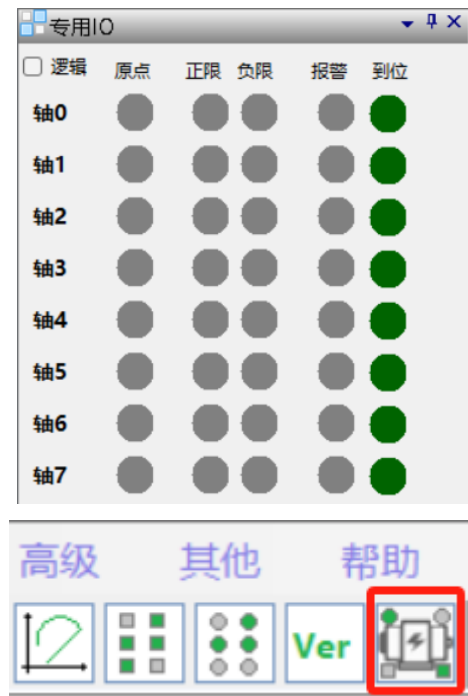 专用IO
逻辑 原点 正限 负限 报警 到位
轴0
轴1
轴2
轴3
轴4
轴5
轴6
轴7
高级 其他 帮助
Ver